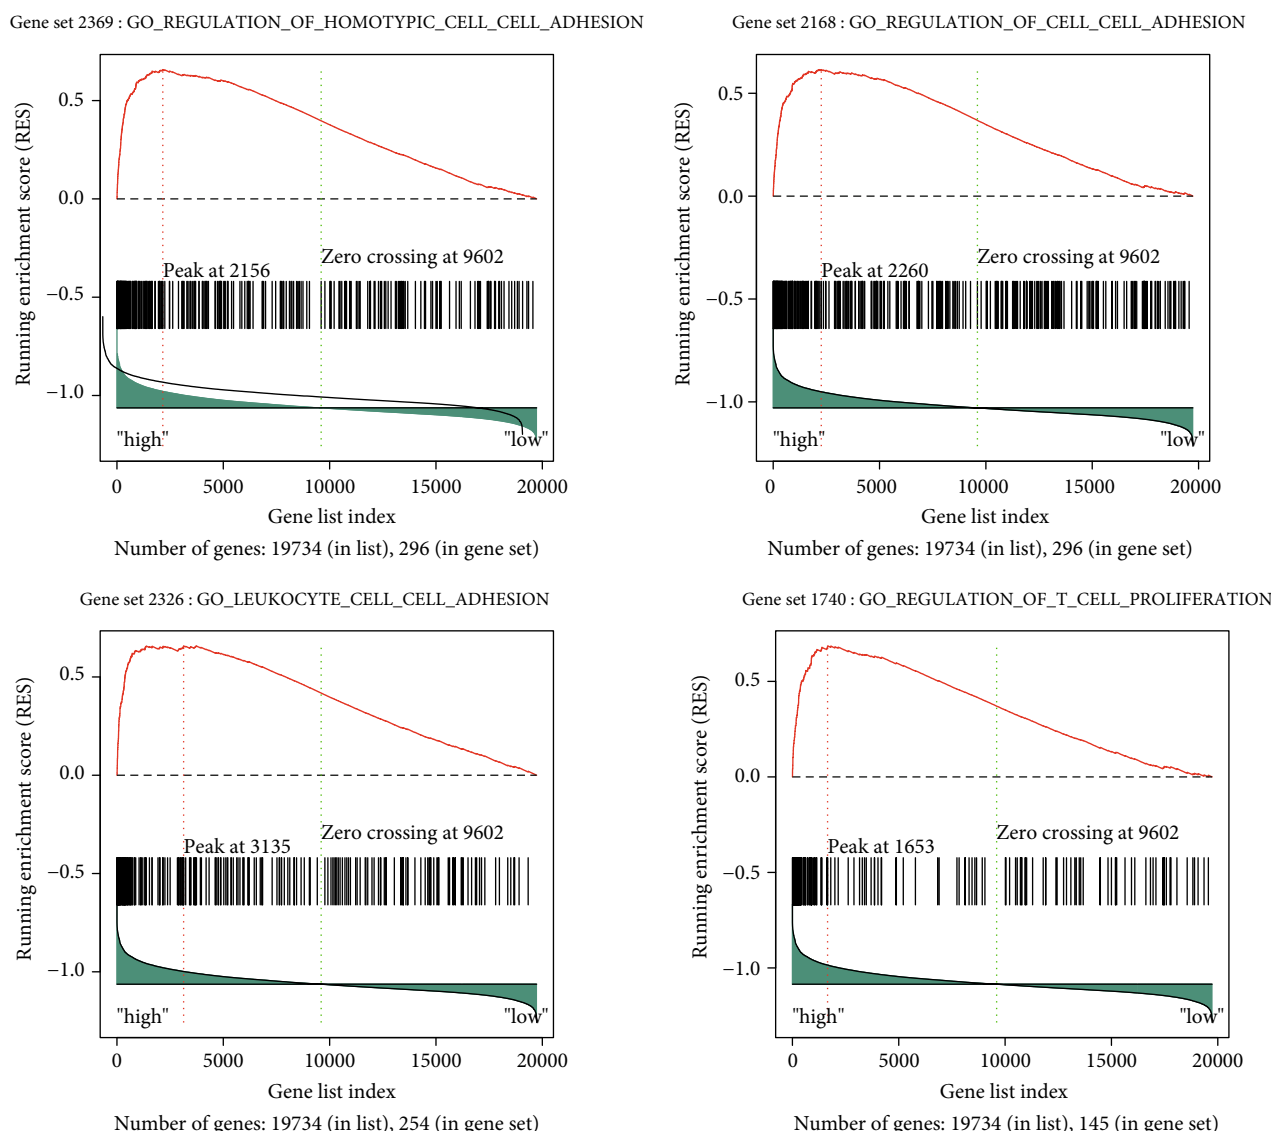 Gene set 2369 : GO_REGULATION_OF_HOMOTYPIC_CELL_CELL_ADHESION
Running enrichment score (RES)
0.5
0.0
−0.5
−1.0
Peak at 2156
Zero crossing at 9602
"high"
"low"
0 5000 10000 15000 20000
Gene list index
Number of genes: 19734 (in list), 296 (in gene set)
Gene set 2168 : GO_REGULATION_OF_CELL_CELL_ADHESION
Running enrichment score (RES)
0.5
0.0
−0.5
−1.0
Peak at 2260
Zero crossing at 9602
"high"
"low"
0 5000 10000 15000 20000
Gene list index
Number of genes: 19734 (in list), 296 (in gene set)
Gene set 2326 : GO_LEUKOCYTE_CELL_CELL_ADHESION
Running enrichment score (RES)
0.5
0.0
−0.5
−1.0
Peak at 3135
Zero crossing at 9602
"high"
"low"
0 5000 10000 15000 20000
Gene list index
Number of genes: 19734 (in list), 254 (in gene set)
Gene set 1740 : GO_REGULATION_OF_T_CELL_PROLIFERATION
Running enrichment score (RES)
0.5
0.0
−0.5
−1.0
Peak at 1653
Zero crossing at 9602
"high"
"low"
0 5000 10000 15000 20000
Gene list index
Number of genes: 19734 (in list), 145 (in gene set)